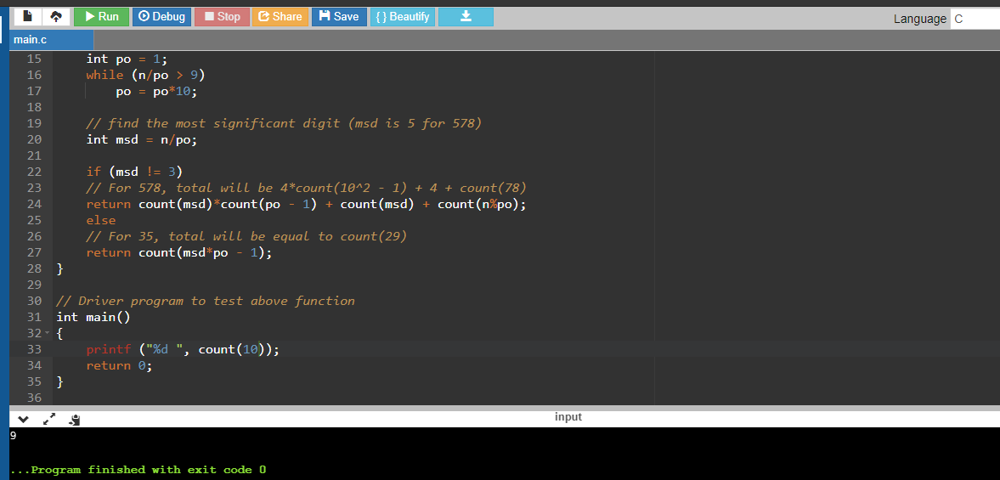 Run Debug Stop Share Save { } Beautify Language C
main.c
15 int po = 1;
16 while (n/po > 9)
17 po = po*10;
18
19 // find the most significant digit (msd is 5 for 578)
20 int msd = n/po;
21
22 if (msd != 3)
23 // For 578, total will be 4*count(10^2 - 1) + 4 + count(78)
24 return count(msd)*count(po - 1) + count(msd) + count(n%po);
25 else
26 // For 35, total will be equal to count(29)
27 return count(msd*po - 1);
28 }
29
30 // Driver program to test above function
31 int main()
32 {
33 printf ("%d ", count(10));
34 return 0;
35 }
36
input
9
...Program finished with exit code 0